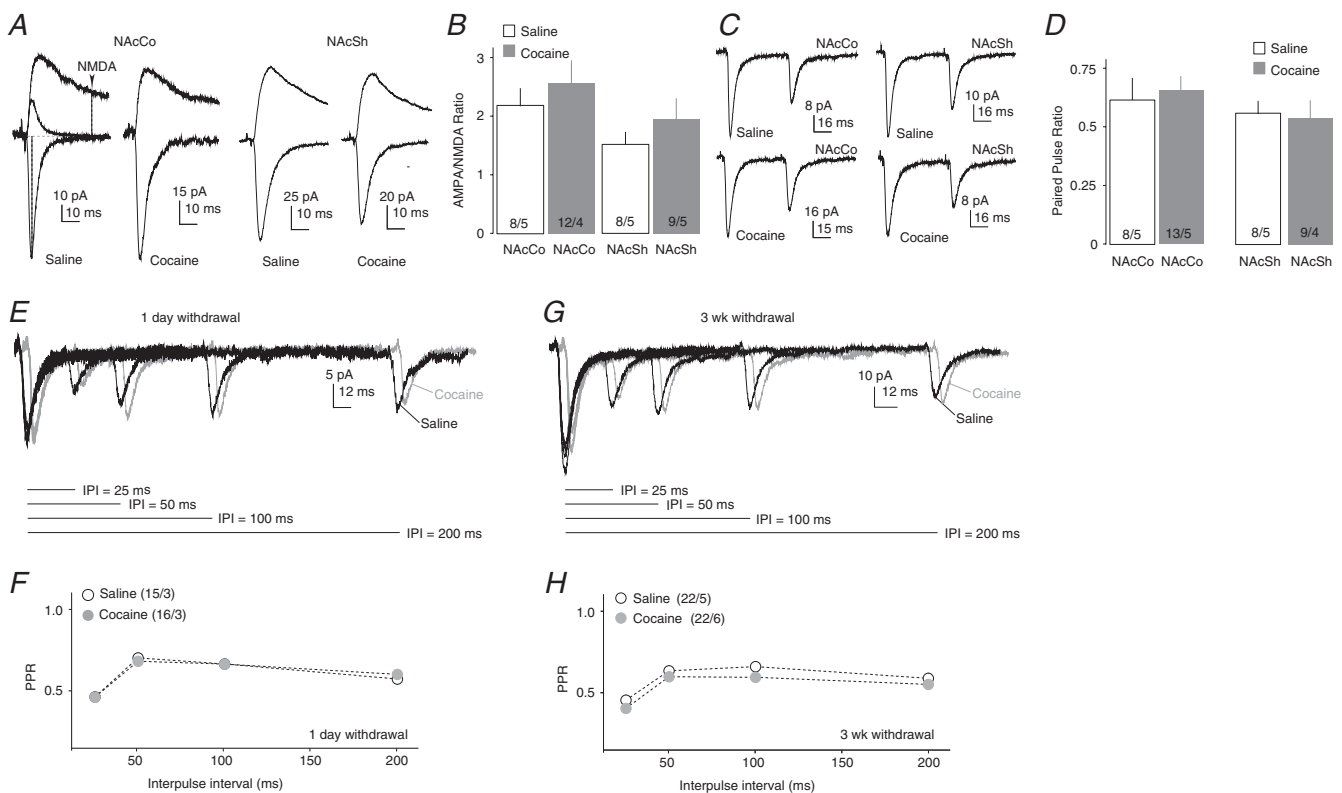 A
NAcCo
NAcSh
NMDA
10 pA
10 ms
15 pA
10 ms
25 pA
10 ms
20 pA
10 ms
Saline
Cocaine
Saline
Cocaine
B
Saline
Cocaine
AMPA/NMDA Ratio
3
2
1
0
8/5
12/4
8/5
9/5
NAcCo
NAcCo
NAcSh
NAcSh
C
NAcCo
NAcSh
8 pA
16 ms
10 pA
16 ms
Saline
Saline
NAcCo
NAcSh
16 pA
15 ms
8 pA
16 ms
Cocaine
Cocaine
D
Saline
Cocaine
Paired Pulse Ratio
0.75
0.5
0.25
0
8/5
13/5
8/5
9/4
NAcCo
NAcCo
NAcSh
NAcSh
E
1 day withdrawal
5 pA
12 ms
Cocaine
Saline
IPI = 25 ms
IPI = 50 ms
IPI = 100 ms
IPI = 200 ms
G
3 wk withdrawal
10 pA
12 ms
Cocaine
Saline
IPI = 25 ms
IPI = 50 ms
IPI = 100 ms
IPI = 200 ms
F
Saline (15/3)
Cocaine (16/3)
1.0
0.5
PPR
1 day withdrawal
50
100
200
Interpulse interval (ms)
H
Saline (22/5)
Cocaine (22/6)
1.0
0.5
PPR
3 wk withdrawal
50
100
200
Interpulse interval (ms)